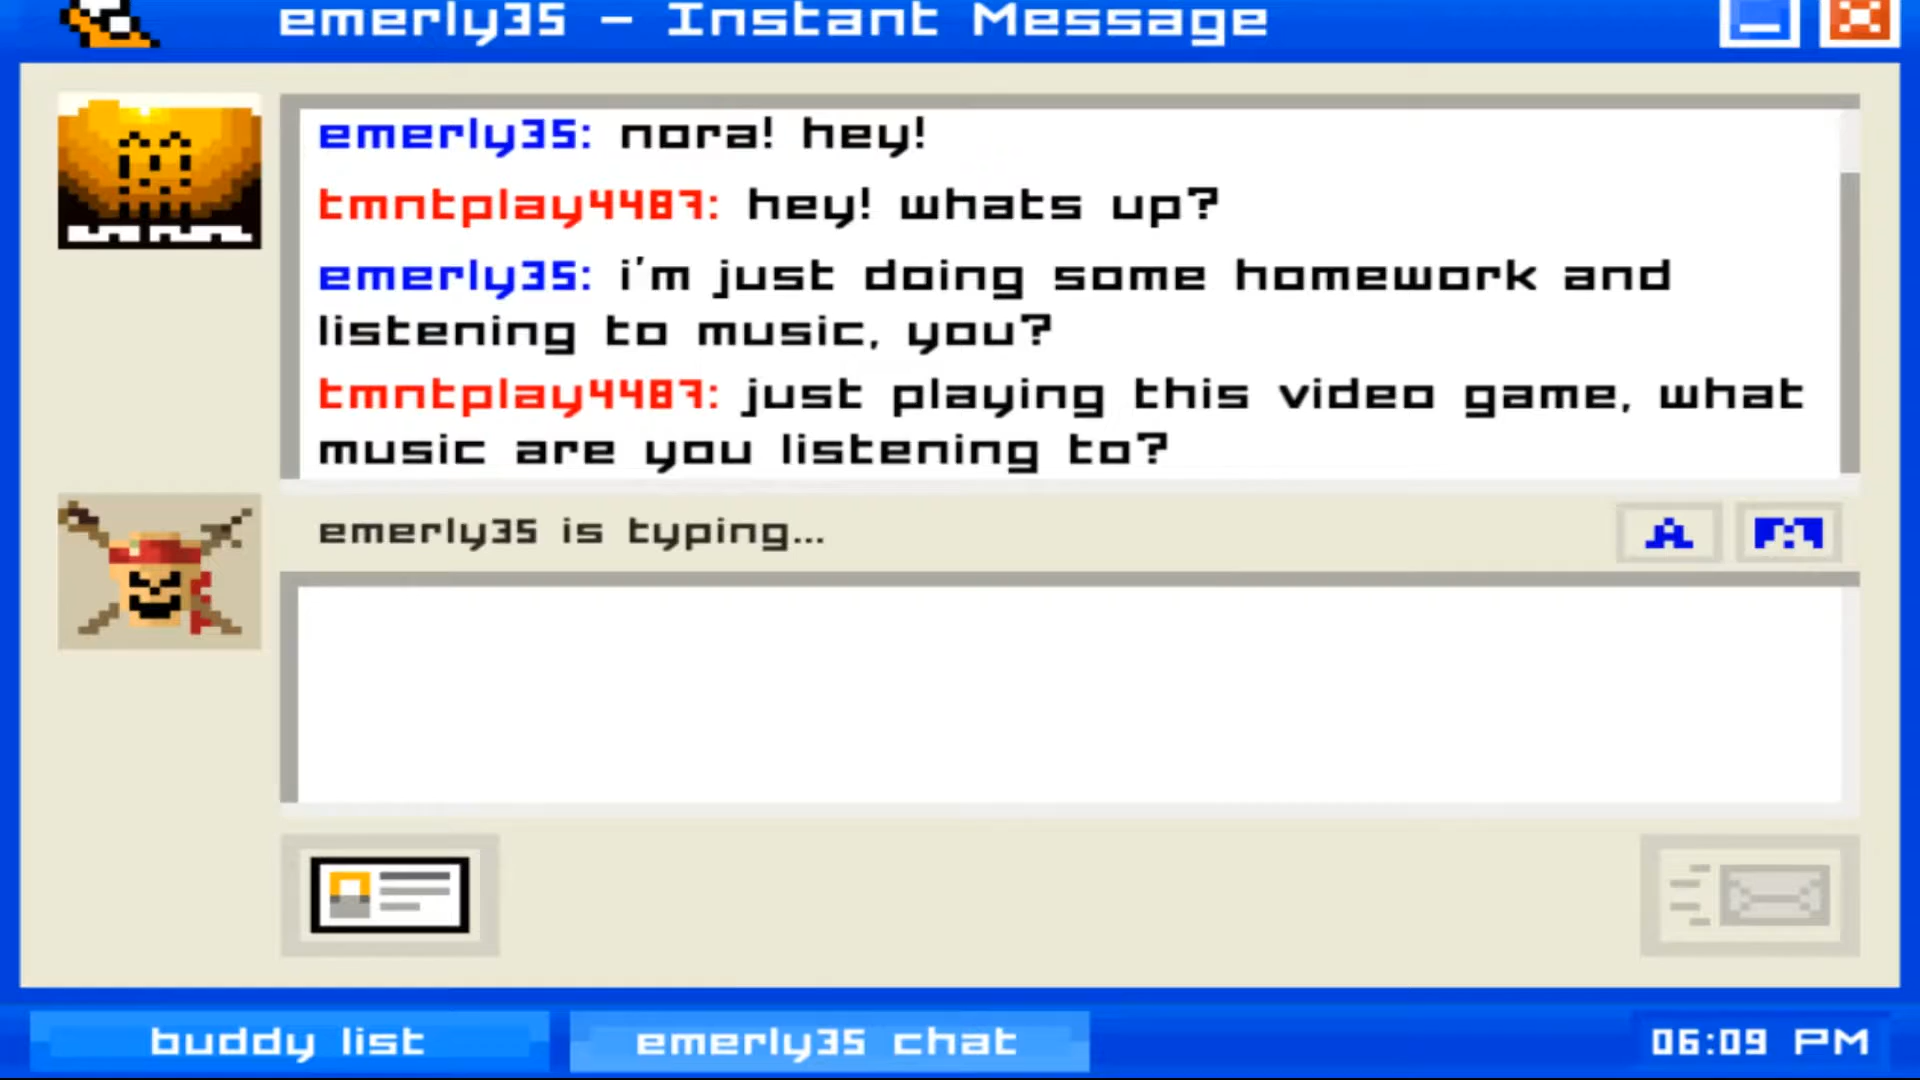 emerly35 - Instant Message
emerly35: nora! hey!
tmntplay4487: hey! whats up?
emerly35: i'm just doing some homework and
listening to music, you?
tmntplay4487: just playing this video game, what
music are you listening to?
emerly35 is typing...
A
buddy list
emerly35 chat
06:09 PM